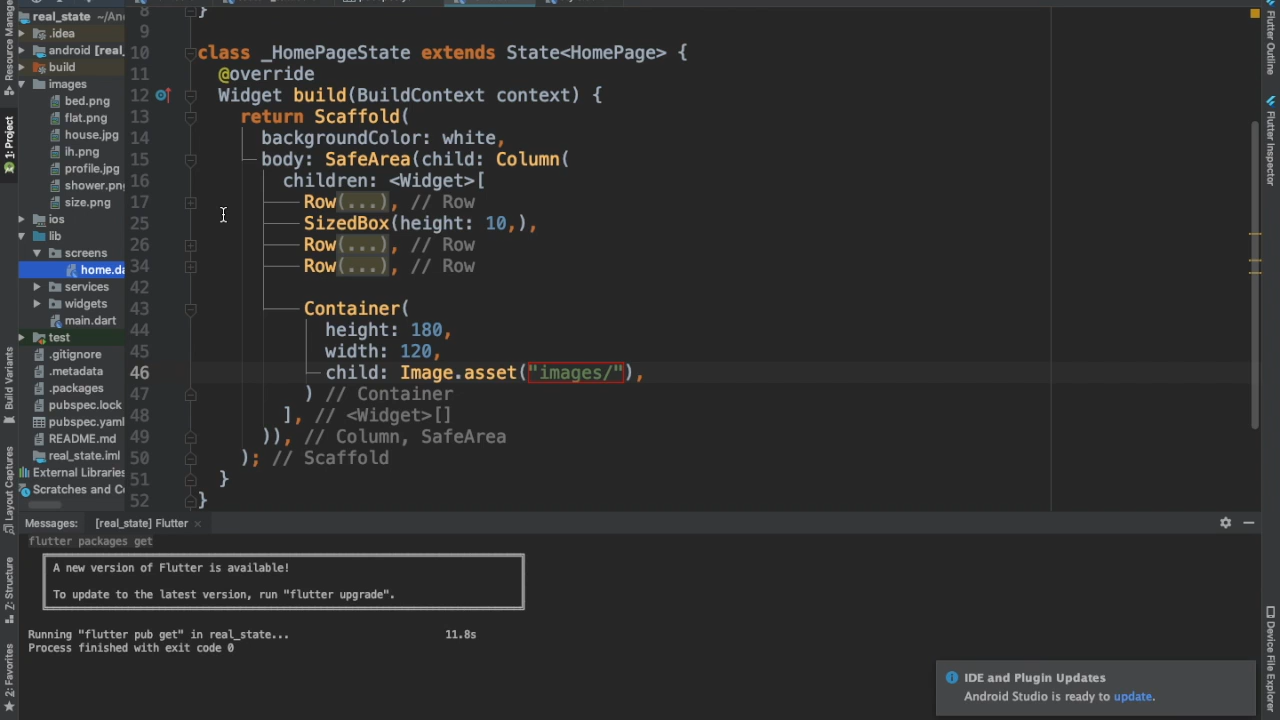 real_state ~/An
.idea
android [real_
build
images
bed.png
flat.png
house.jpg
ih.png
profile.jpg
shower.png
size.png
ios
lib
screens
home.da
services
widgets
main.dart
test
.gitignore
.metadata
.packages
pubspec.lock
pubspec.yaml
README.md
real_state.iml
External Libraries
Scratches and Co
Resource Manager
1: Project
Build Variants
Layout Captures
Z: Structure
2: Favorites
8 }
9
10 class _HomePageState extends State<HomePage> {
11 @override
12 Widget build(BuildContext context) {
13 return Scaffold(
14 backgroundColor: white,
15 body: SafeArea(child: Column(
16 children: <Widget>[
17 Row(...), // Row
25 SizedBox(height: 10,),
26 Row(...), // Row
34 Row(...), // Row
42
43 Container(
44 height: 180,
45 width: 120,
46 child: Image.asset("images/"),
47 ) // Container
48 ], // <Widget>[]
49 )), // Column, SafeArea
50 ); // Scaffold
51 }
52 }
Flutter Outline
Flutter Inspector
Device File Explorer
Messages: [real_state] Flutter ×
flutter packages get
A new version of Flutter is available!
To update to the latest version, run "flutter upgrade".
Running "flutter pub get" in real_state... 11.8s
Process finished with exit code 0
IDE and Plugin Updates
Android Studio is ready to update.